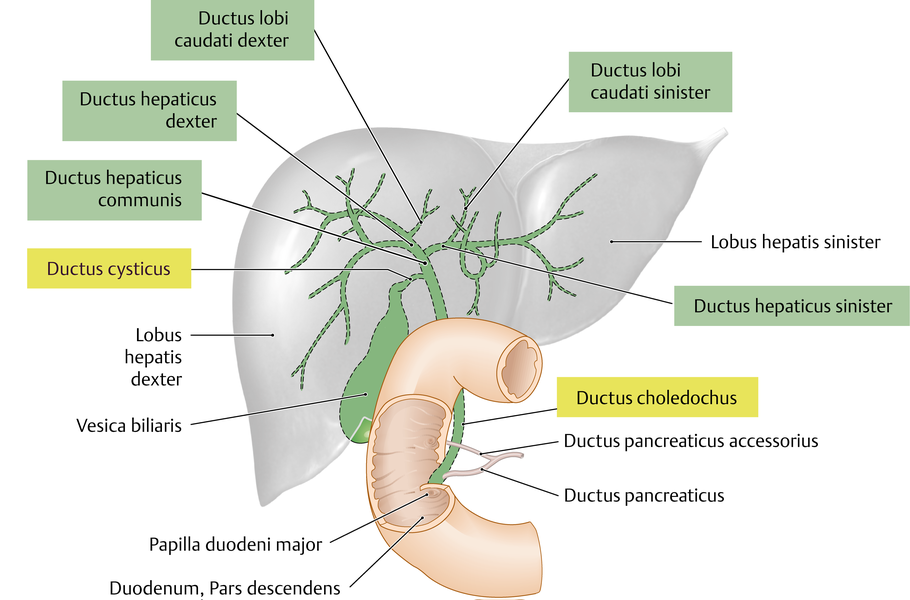 Ductus lobi
caudati dexter
Ductus lobi
caudati sinister
Ductus hepaticus
dexter
Ductus hepaticus
communis
Lobus hepatis sinister
Ductus cysticus
Ductus hepaticus sinister
Lobus
hepatis
dexter
Ductus choledochus
Vesica biliaris
Ductus pancreaticus accessorius
Ductus pancreaticus
Papilla duodeni major
Duodenum, Pars descendens